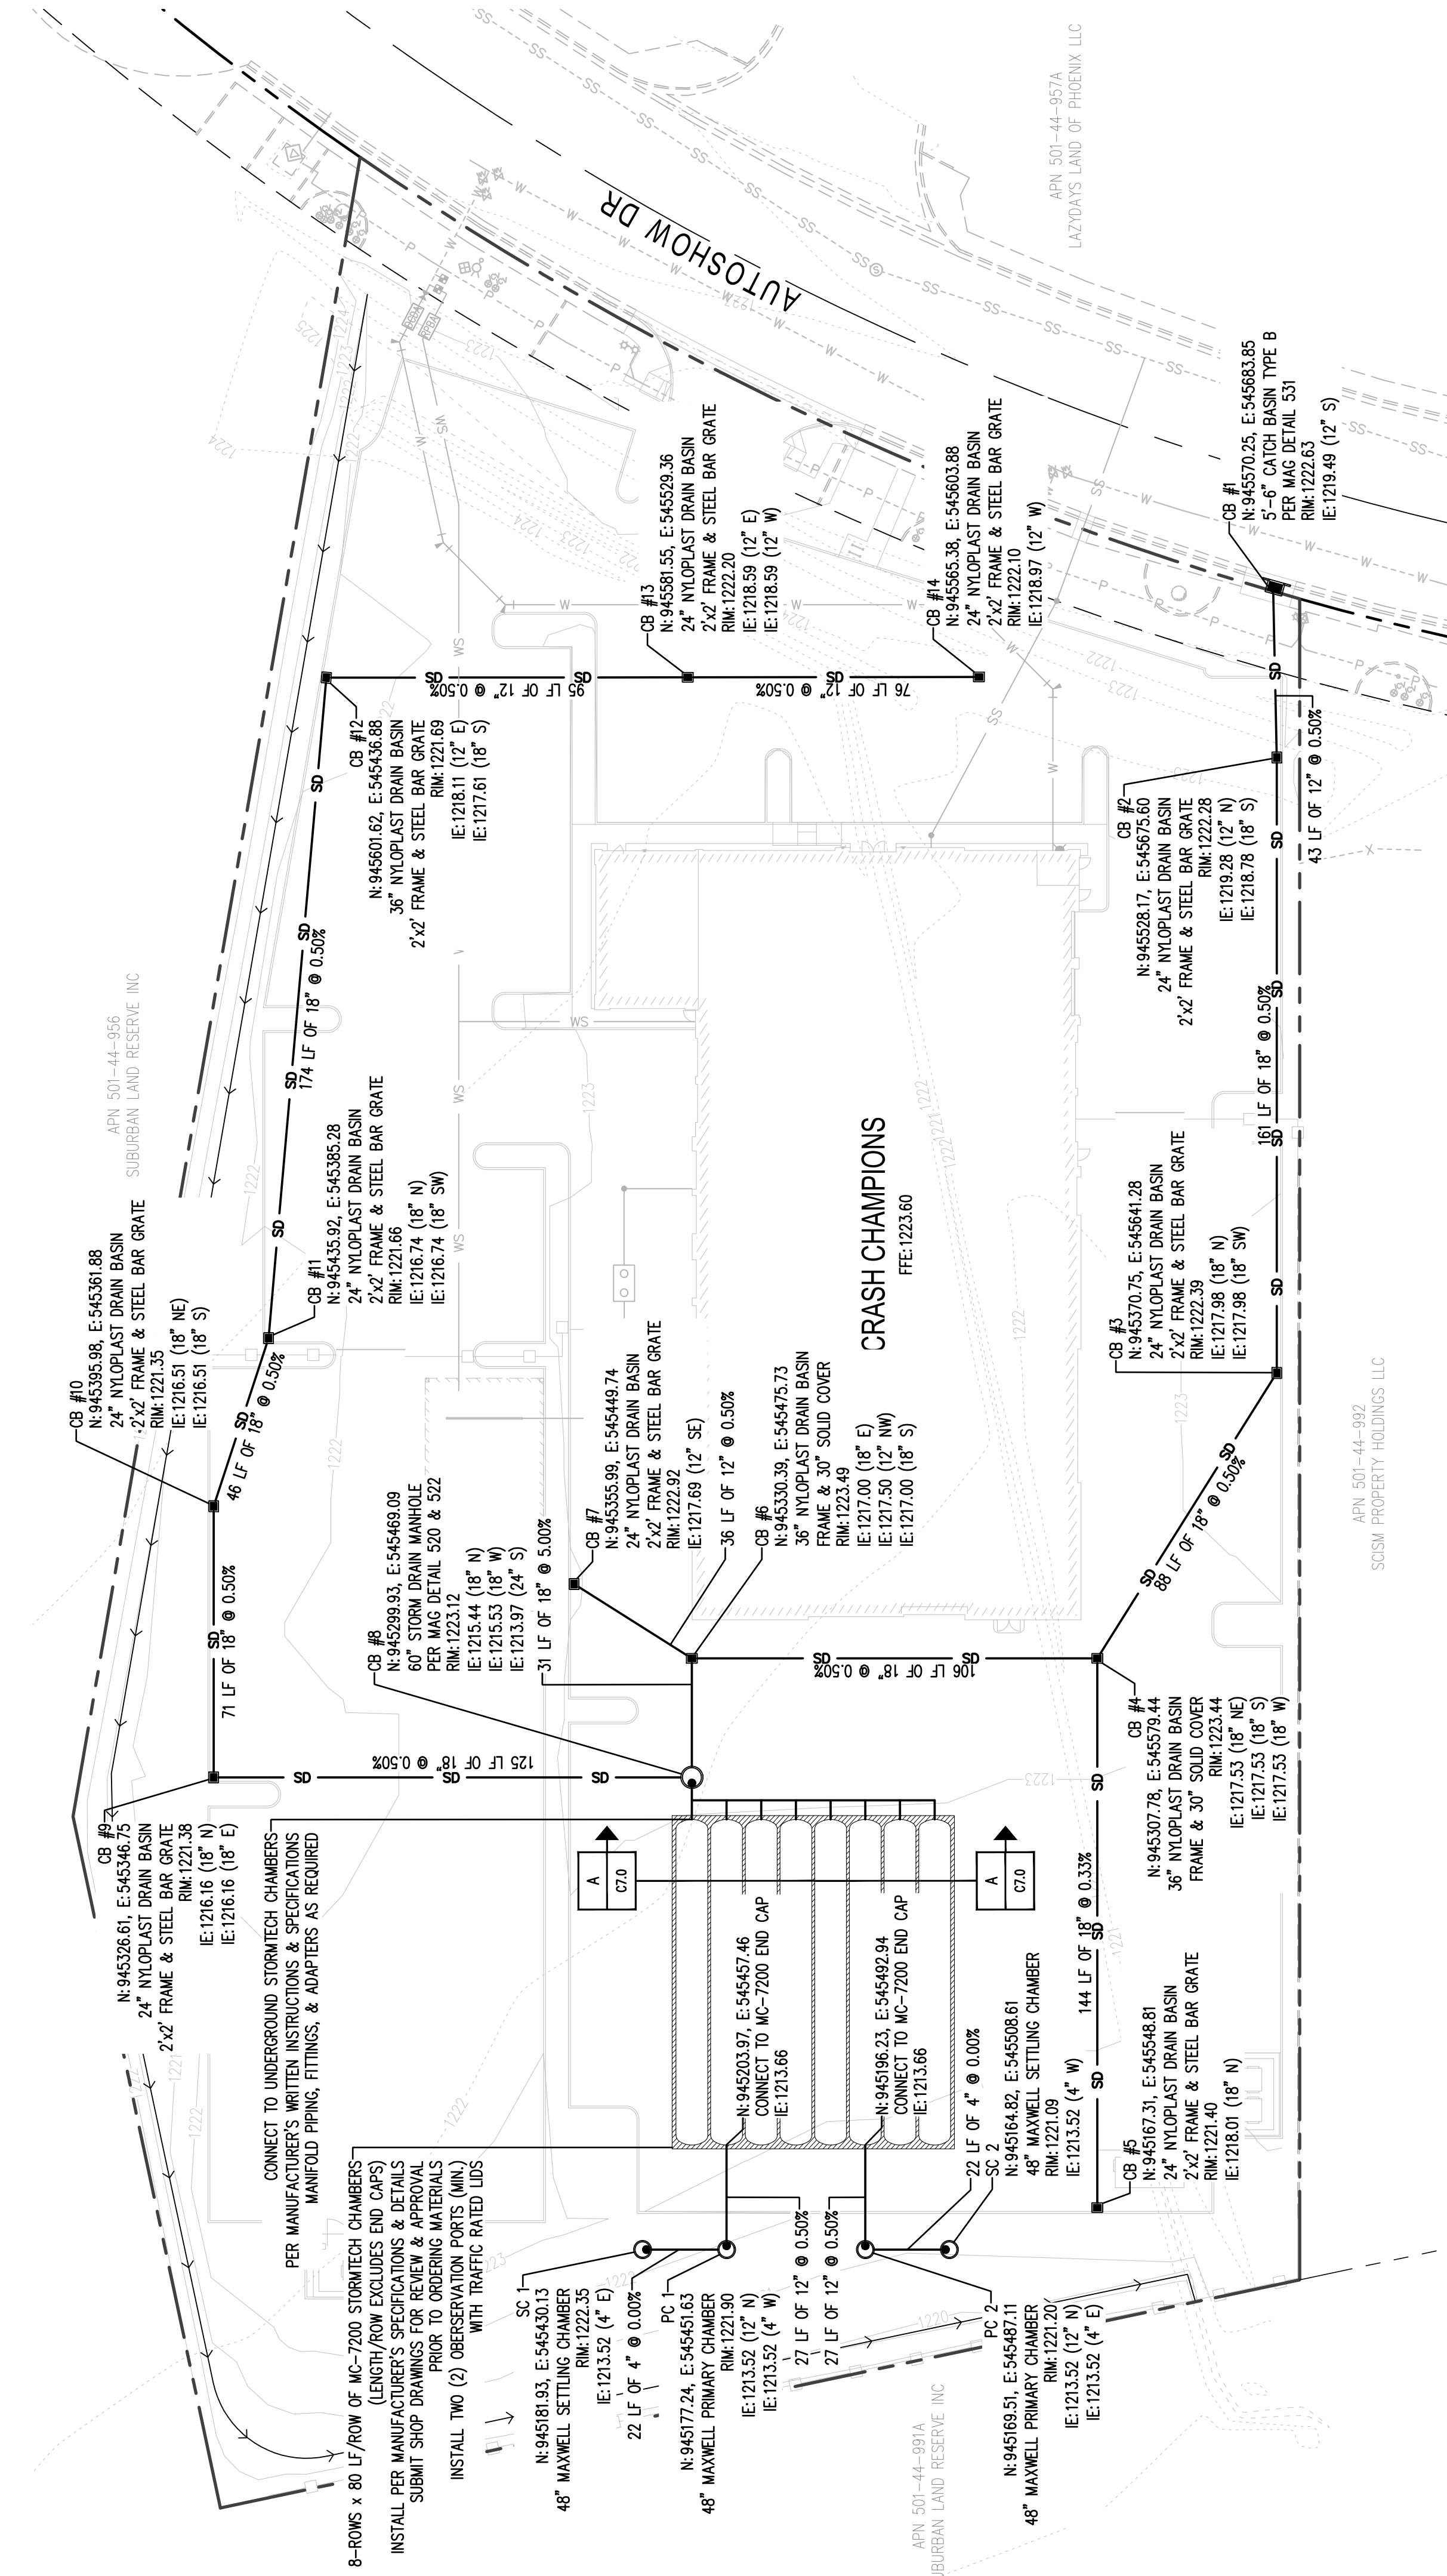 CB #9
N:945326.61, E:545346.75
24" NYLOPLAST DRAIN BASIN
2'x2' FRAME & STEEL BAR GRATE
RIM:1221.38
IE:1216.16 (18" N)
IE:1216.16 (18" E)
CB #10
N:945395.98, E:545361.88
24" NYLOPLAST DRAIN BASIN
2'x2' FRAME & STEEL BAR GRATE
RIM:1221.35
IE:1216.51 (18" NE)
IE:1216.51 (18" S)
APN 501-44-956
SUBURBAN LAND RESERVE INC
71 LF OF 18" @ 0.50%
46 LF OF 18" @ 0.50%
174 LF OF 18" @ 0.50%
125 LF OF 18" @ 0.50%
CB #11
N:945435.92, E:545385.28
24" NYLOPLAST DRAIN BASIN
2'x2' FRAME & STEEL BAR GRATE
RIM:1221.66
IE:1216.74 (18" N)
IE:1216.74 (18" SW)
CB #12
N:945601.62, E:545436.88
36" NYLOPLAST DRAIN BASIN
2'x2' FRAME & STEEL BAR GRATE
RIM:1221.69
IE:1218.11 (12" E)
IE:1217.61 (18" S)
95 LF OF 12" @ 0.50%
CONNECT TO UNDERGROUND STORMTECH CHAMBERS
PER MANUFACTURER'S WRITTEN INSTRUCTIONS & SPECIFICATIONS
MANIFOLD PIPING, FITTINGS, & ADAPTERS AS REQUIRED
8-ROWS x 80 LF/ROW OF MC-7200 STORMTECH CHAMBERS
(LENGTH/ROW EXCLUDES END CAPS)
INSTALL PER MANUFACTURER'S SPECIFICATIONS & DETAILS
SUBMIT SHOP DRAWINGS FOR REVIEW & APPROVAL
PRIOR TO ORDERING MATERIALS
INSTALL TWO (2) OBERSERVATION PORTS (MIN.)
WITH TRAFFIC RATED LIDS
CB #8
N:945299.93, E:545469.09
60" STORM DRAIN MANHOLE
PER MAG DETAIL 520 & 522
RIM:1223.12
IE:1215.44 (18" N)
IE:1215.53 (18" W)
IE:1213.97 (24" S)
31 LF OF 18" @ 5.00%
CB #7
N:945355.99, E:545449.74
24" NYLOPLAST DRAIN BASIN
2'x2' FRAME & STEEL BAR GRATE
RIM:1222.92
IE:1217.69 (12" SE)
36 LF OF 12" @ 0.50%
CB #6
N:945330.39, E:545475.73
36" NYLOPLAST DRAIN BASIN
FRAME & 30" SOLID COVER
RIM:1223.49
IE:1217.00 (18" E)
IE:1217.50 (12" NW)
IE:1217.00 (18" S)
106 LF OF 18" @ 0.50%
CB #13
N:945581.55, E:545529.36
24" NYLOPLAST DRAIN BASIN
2'x2' FRAME & STEEL BAR GRATE
RIM:1222.20
IE:1218.59 (12" E)
IE:1218.59 (12" W)
76 LF OF 12" @ 0.50%
CB #14
N:945565.38, E:545603.88
24" NYLOPLAST DRAIN BASIN
2'x2' FRAME & STEEL BAR GRATE
RIM:1222.10
IE:1218.97 (12" W)
AUTOSHOW DR
APN 501-44-957A
LAZYDAYS LAND OF PHOENIX LLC
SC 1
N:945181.93, E:545430.13
48" MAXWELL SETTLING CHAMBER
RIM:1222.35
IE:1213.52 (4" E)
22 LF OF 4" @ 0.00%
PC 1
N:945177.24, E:545451.63
48" MAXWELL PRIMARY CHAMBER
RIM:1221.90
IE:1213.52 (12" N)
IE:1213.52 (4" W)
27 LF OF 12" @ 0.50%
27 LF OF 12" @ 0.50%
A
C7.0
A
C7.0
N:945203.97, E:545457.46
CONNECT TO MC-7200 END CAP
IE:1213.66
N:945196.23, E:545492.94
CONNECT TO MC-7200 END CAP
IE:1213.66
CRASH CHAMPIONS
FFE:1223.60
22 LF OF 4" @ 0.00%
SC 2
N:945164.82, E:545508.61
48" MAXWELL SETTLING CHAMBER
RIM:1221.09
IE:1213.52 (4" W)
PC 2
N:945169.51, E:545487.11
48" MAXWELL PRIMARY CHAMBER
RIM:1221.20
IE:1213.52 (12" N)
IE:1213.52 (4" E)
144 LF OF 18" @ 0.33%
APN 501-44-991A
UBURBAN LAND RESERVE INC
CB #5
N:945167.31, E:545548.81
24" NYLOPLAST DRAIN BASIN
2'x2' FRAME & STEEL BAR GRATE
RIM:1221.40
IE:1218.01 (18" N)
CB #4
N:945307.78, E:545579.44
36" NYLOPLAST DRAIN BASIN
FRAME & 30" SOLID COVER
RIM:1223.44
IE:1217.53 (18" NE)
IE:1217.53 (18" S)
IE:1217.53 (18" W)
88 LF OF 18" @ 0.50%
CB #3
N:945370.75, E:545641.28
24" NYLOPLAST DRAIN BASIN
2'x2' FRAME & STEEL BAR GRATE
RIM:1222.39
IE:1217.98 (18" N)
IE:1217.98 (18" SW)
161 LF OF 18" @ 0.50%
CB #2
N:945528.17, E:545675.60
24" NYLOPLAST DRAIN BASIN
2'x2' FRAME & STEEL BAR GRATE
RIM:1222.28
IE:1219.28 (12" N)
IE:1218.78 (18" S)
43 LF OF 12" @ 0.50%
CB #1
N:945570.25, E:545683.85
5'-6" CATCH BASIN TYPE B
PER MAG DETAIL 531
RIM:1222.63
IE:1219.49 (12" S)
APN 501-44-992
SCISM PROPERTY HOLDINGS LLC